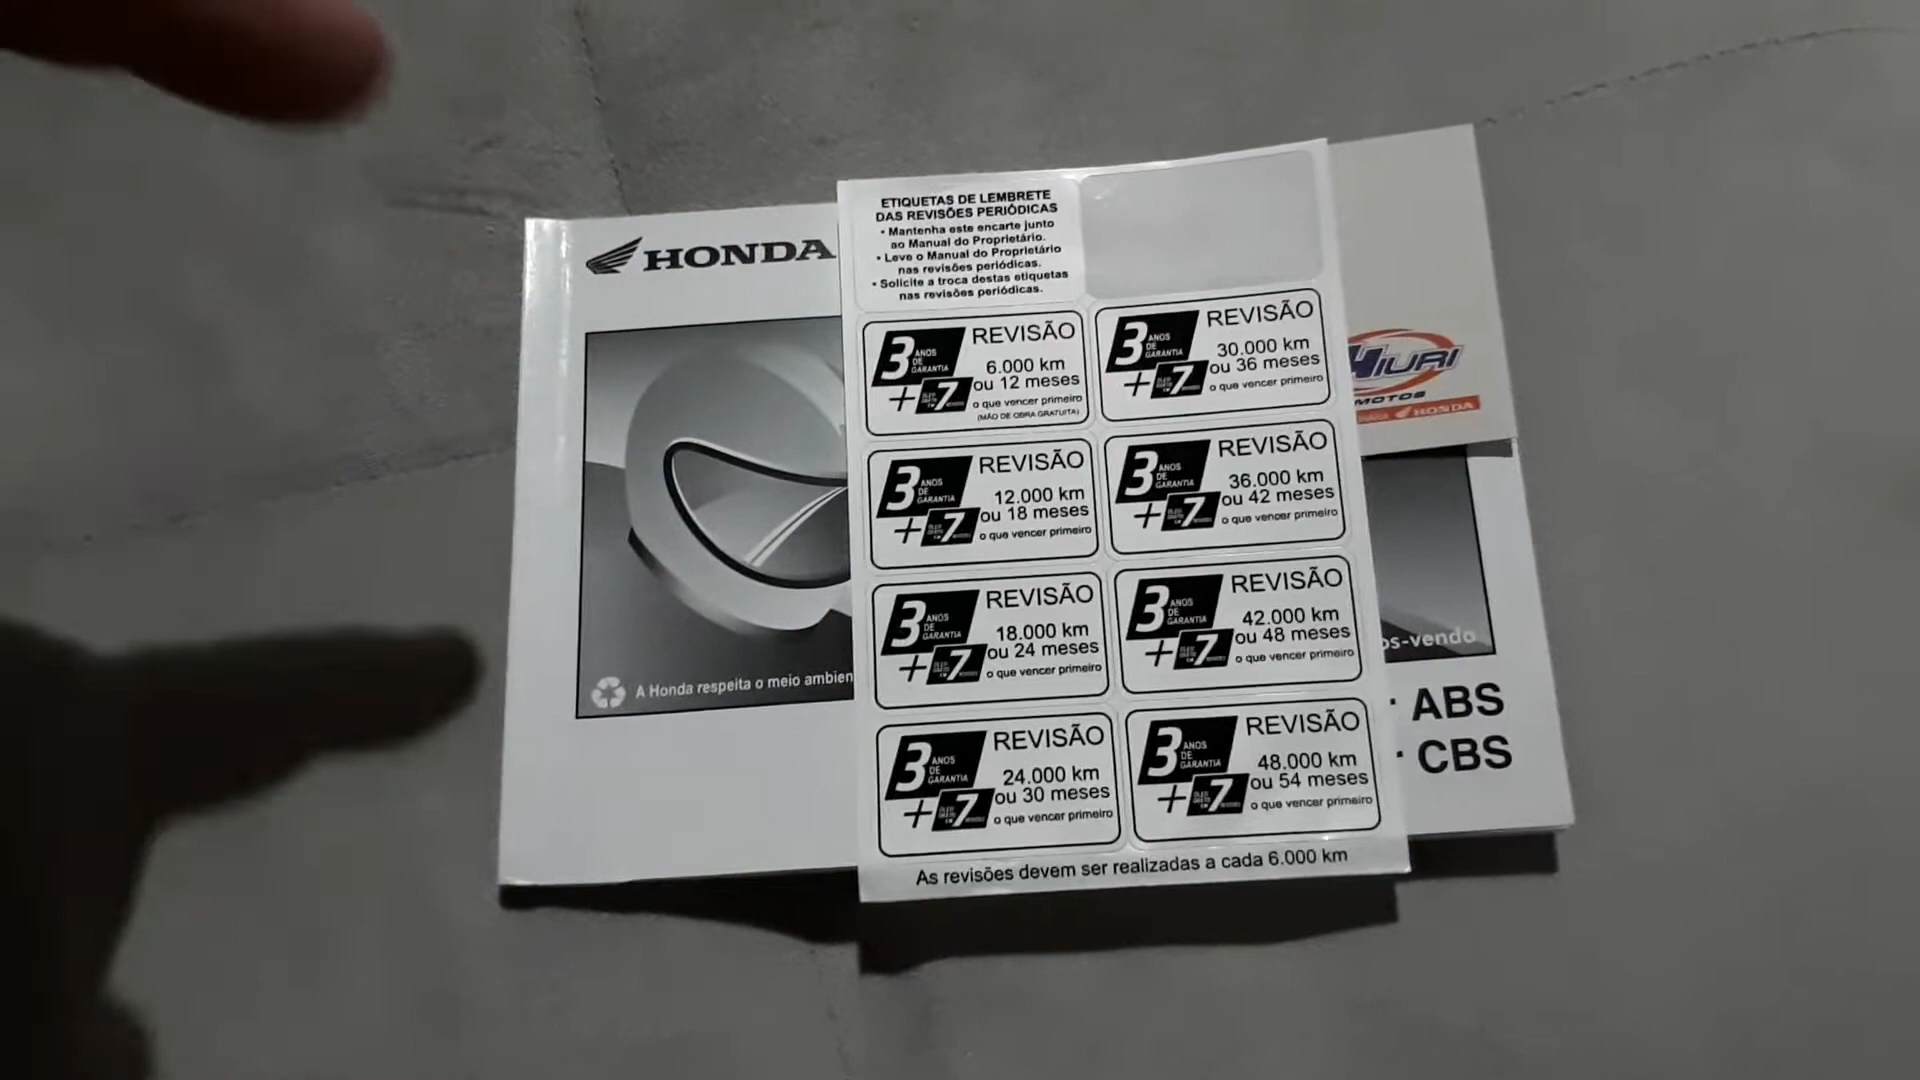 HONDA
A Honda respeita o meio ambien
ETIQUETAS DE LEMBRETE
DAS REVISÕES PERIÓDICAS
• Mantenha este encarte junto
ao Manual do Proprietário.
• Leve o Manual do Proprietário
nas revisões periódicas.
• Solicite a troca destas etiquetas
nas revisões periódicas.
3 ANOS DE GARANTIA
+ 7
REVISÃO
6.000 km
ou 12 meses
o que vencer primeiro
(MÃO DE OBRA GRATUITA)
3 ANOS DE GARANTIA
+ 7
REVISÃO
12.000 km
ou 18 meses
o que vencer primeiro
3 ANOS DE GARANTIA
+ 7
REVISÃO
18.000 km
ou 24 meses
o que vencer primeiro
3 ANOS DE GARANTIA
+ 7
REVISÃO
24.000 km
ou 30 meses
o que vencer primeiro
3 ANOS DE GARANTIA
+ 7
REVISÃO
30.000 km
ou 36 meses
o que vencer primeiro
3 ANOS DE GARANTIA
+ 7
REVISÃO
36.000 km
ou 42 meses
o que vencer primeiro
3 ANOS DE GARANTIA
+ 7
REVISÃO
42.000 km
ou 48 meses
o que vencer primeiro
3 ANOS DE GARANTIA
+ 7
REVISÃO
48.000 km
ou 54 meses
o que vencer primeiro
As revisões devem ser realizadas a cada 6.000 km
HIURI
MOTOS
HONDA
os-vendo
ABS
CBS